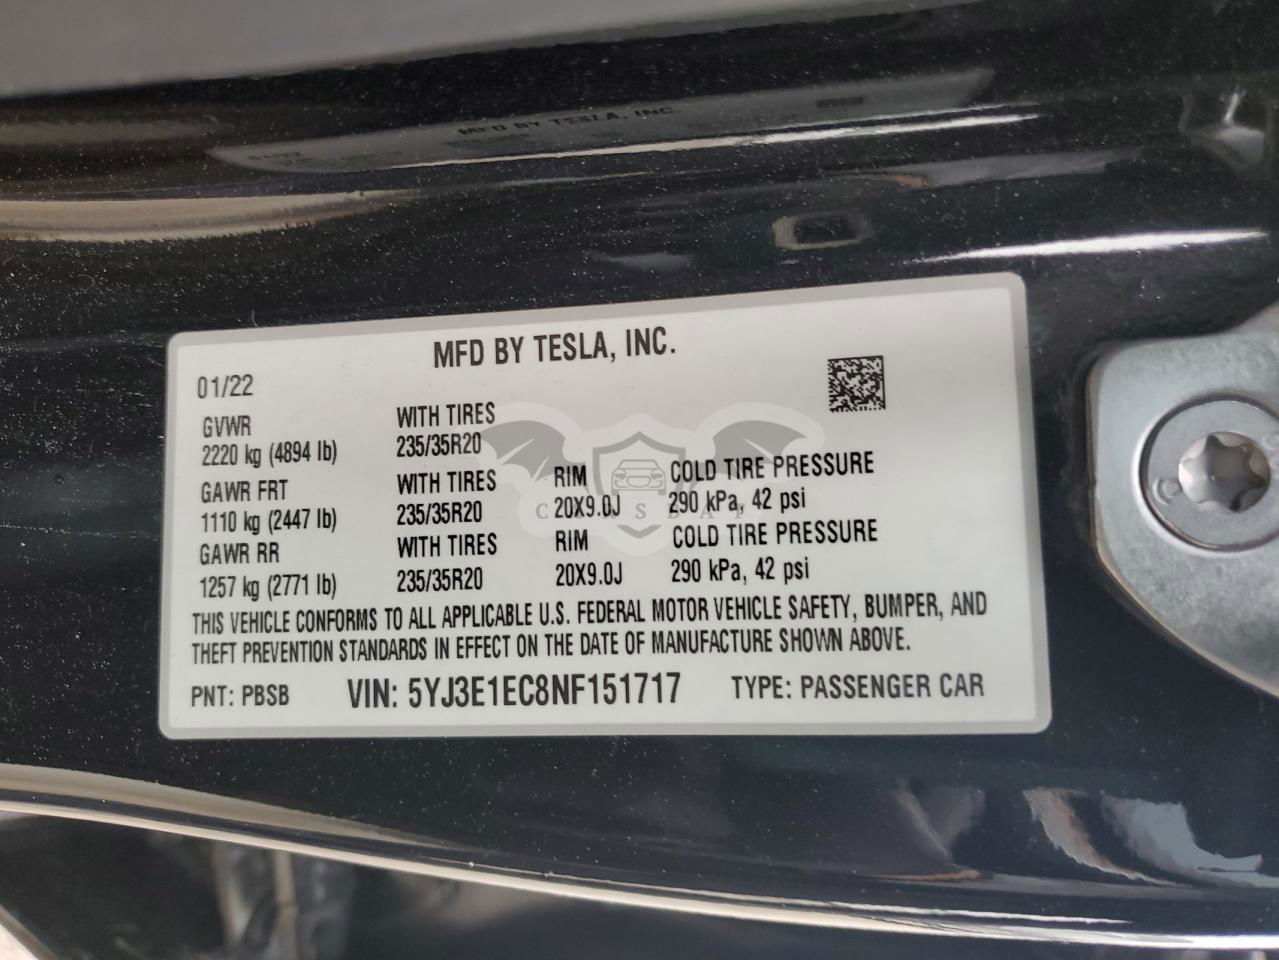 MFD BY TESLA, INC
MFD BY TESLA, INC.
01/22
GVWR WITH TIRES
2220 kg (4894 lb) 235/35R20
GAWR FRT WITH TIRES RIM COLD TIRE PRESSURE
1110 kg (2447 lb) 235/35R20 20X9.0J 290 kPa, 42 psi
GAWR RR WITH TIRES RIM COLD TIRE PRESSURE
1257 kg (2771 lb) 235/35R20 20X9.0J 290 kPa, 42 psi
THIS VEHICLE CONFORMS TO ALL APPLICABLE U.S. FEDERAL MOTOR VEHICLE SAFETY, BUMPER, AND
THEFT PREVENTION STANDARDS IN EFFECT ON THE DATE OF MANUFACTURE SHOWN ABOVE.
PNT: PBSB VIN: 5YJ3E1EC8NF151717 TYPE: PASSENGER CAR